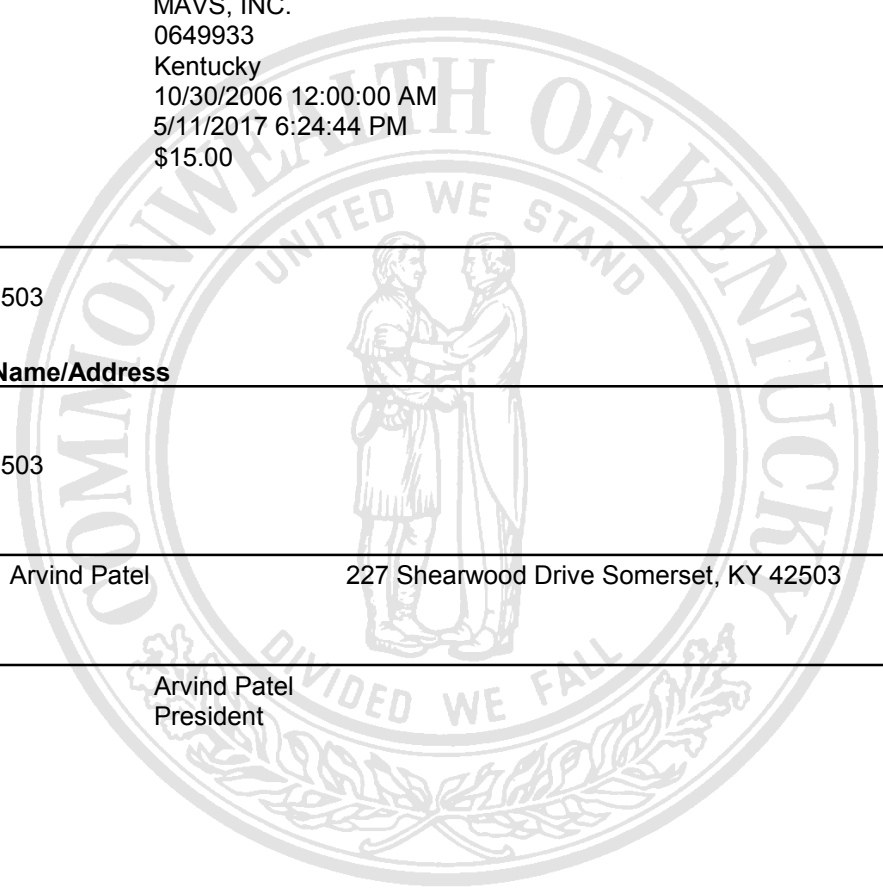 MAVS, INC.
0649933
Kentucky
10/30/2006 12:00:00 AM
5/11/2017 6:24:44 PM
$15.00
503
Name/Address
503
Arvind Patel 227 Shearwood Drive Somerset, KY 42503
Arvind Patel
President
COMMONWEALTH OF KENTUCKY
UNITED WE STAND
DIVIDED WE FALL